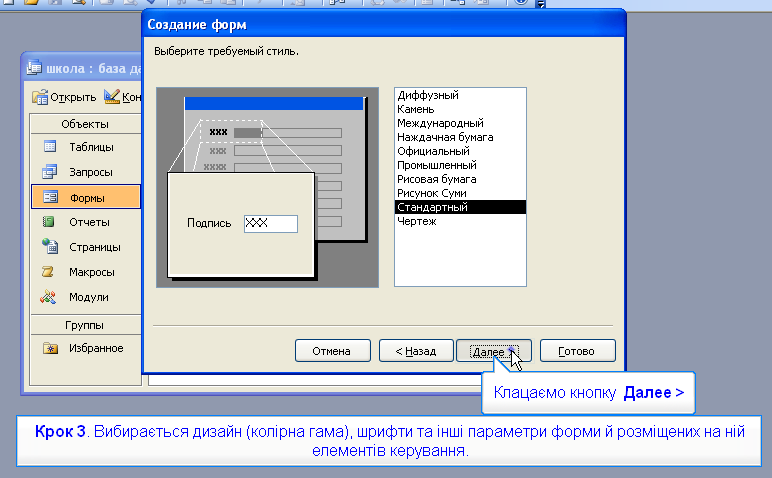 Создание форм
Выберите требуемый стиль.
школа : база да
Открыть Кон
Объекты
Таблицы
Запросы
Формы
Отчеты
Страницы
Макросы
Модули
Группы
Избранное
xxx
xxx
xxxx
Подпись XXX
Диффузный
Камень
Международный
Наждачная бумага
Официальный
Промышленный
Рисовая бумага
Рисунок Суми
Стандартный
Чертеж
Отмена
< Назад
Далее >
Готово
Клацаємо кнопку Далее >
Крок 3. Вибирається дизайн (колірна гама), шрифти та інші параметри форми й розміщених на ній
елементів керування.